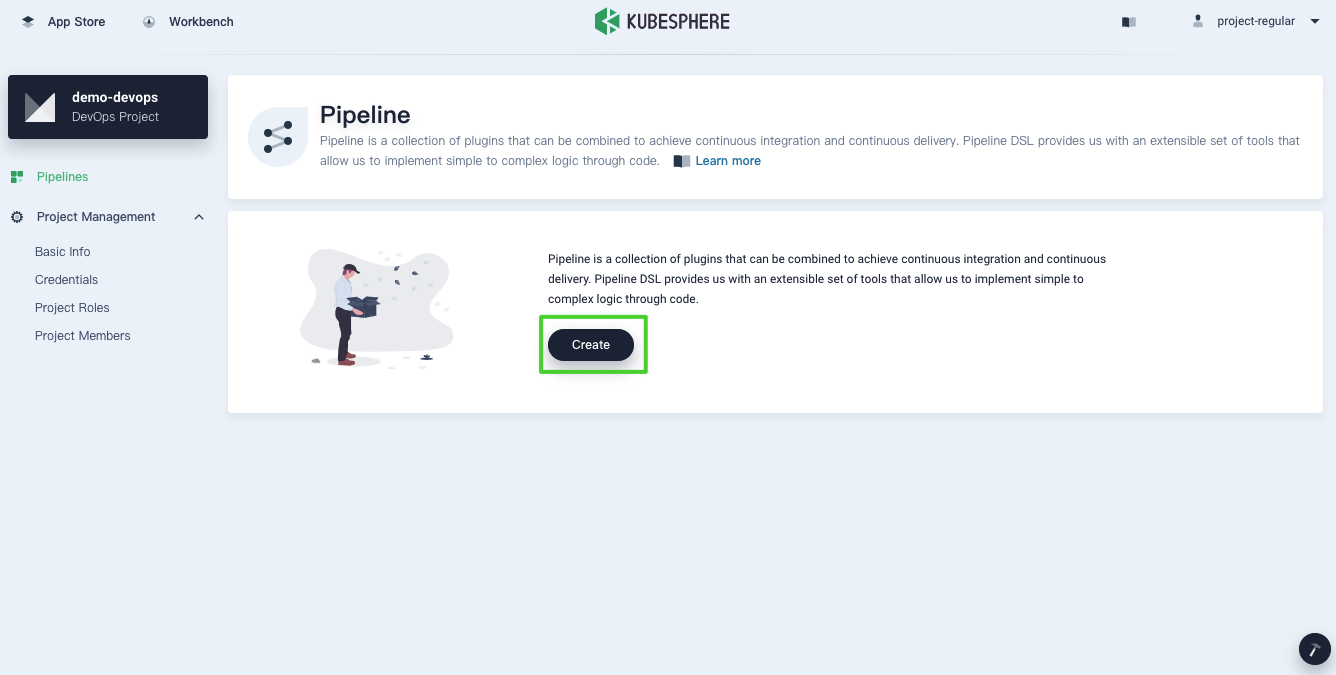 App Store
Workbench
KUBESPHERE
project-regular
demo-devops
DevOps Project
Pipelines
Project Management
Basic Info
Credentials
Project Roles
Project Members
Pipeline
Pipeline is a collection of plugins that can be combined to achieve continuous integration and continuous delivery. Pipeline DSL provides us with an extensible set of tools that
allow us to implement simple to complex logic through code. Learn more
Pipeline is a collection of plugins that can be combined to achieve continuous integration and continuous
delivery. Pipeline DSL provides us with an extensible set of tools that allow us to implement simple to
complex logic through code.
Create